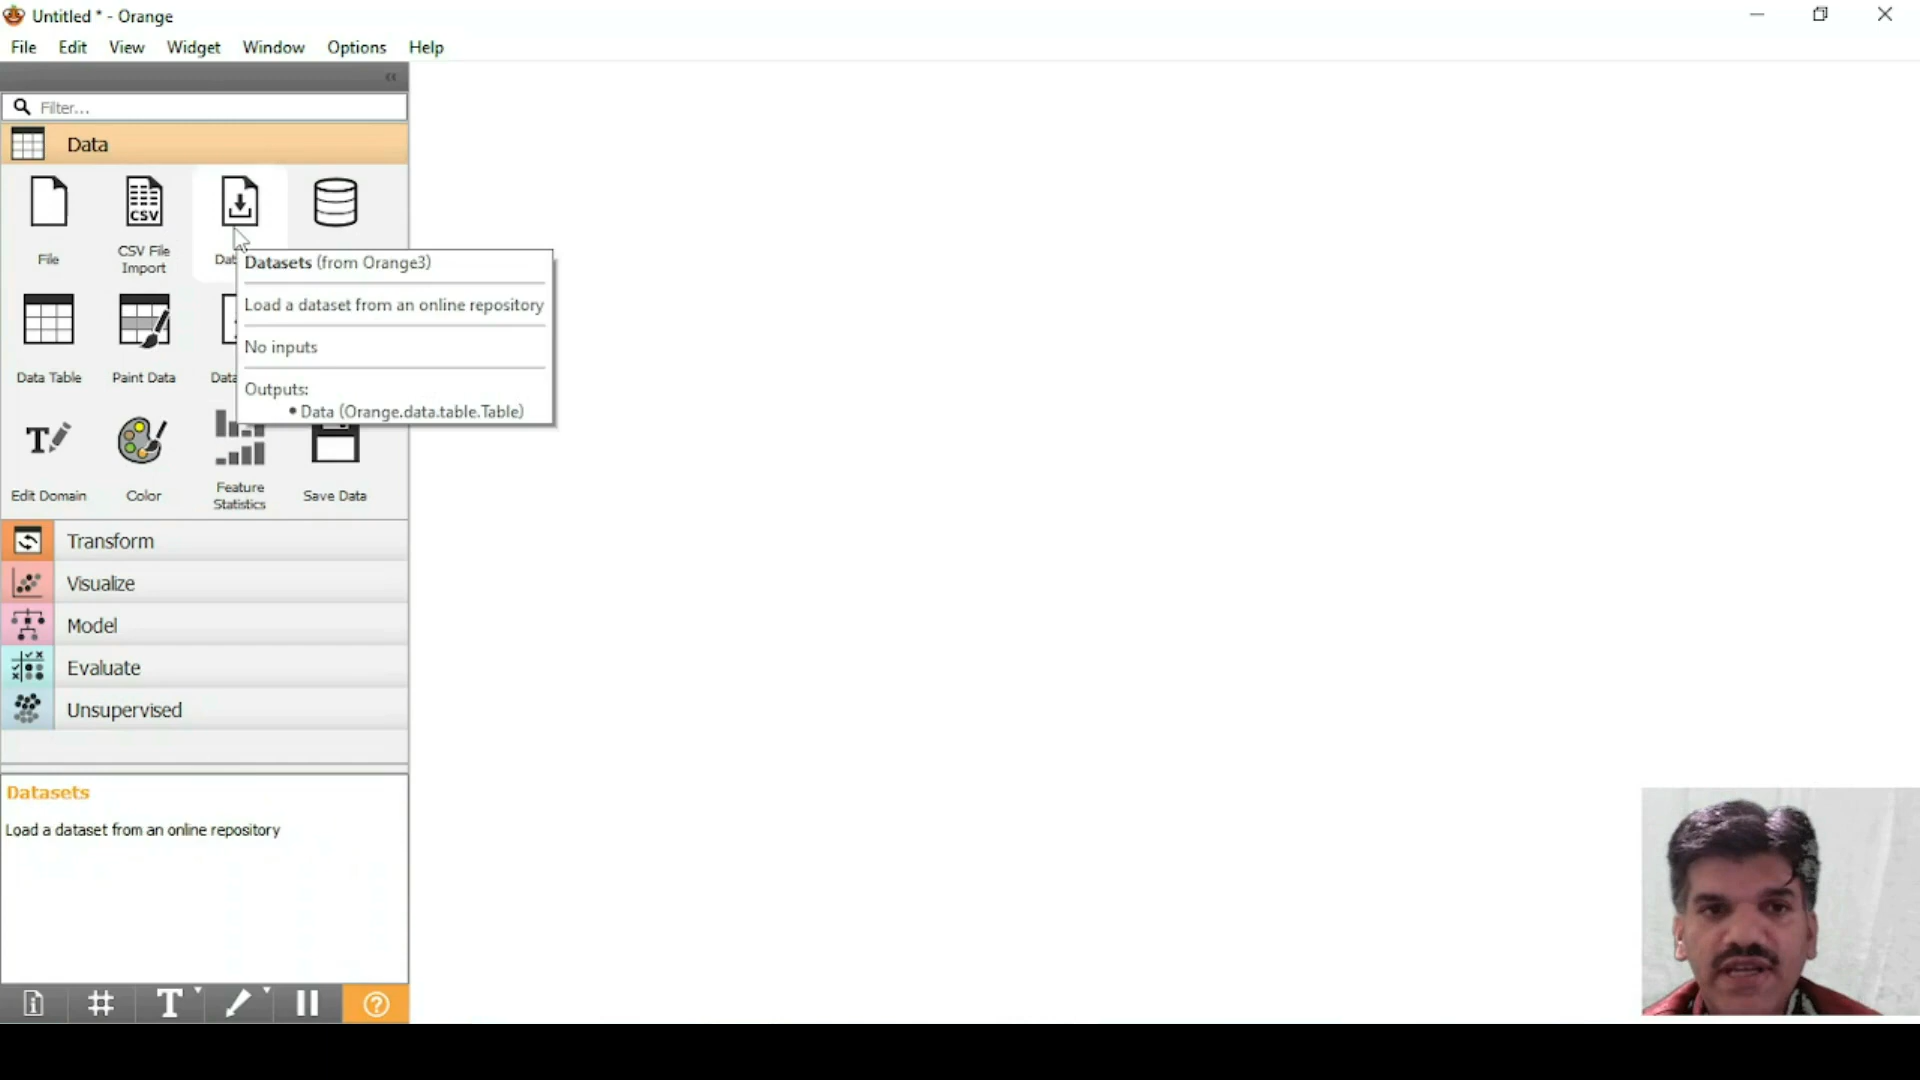 Untitled * - Orange
File Edit View Widget Window Options Help
Filter...
Data
CSV
File
CSV File
Import
Datasets (from Orange3)
Load a dataset from an online repository
No inputs
Outputs:
• Data (Orange.data.table.Table)
Data Table
Paint Data
Data
Edit Domain
Color
Feature
Statistics
Save Data
Transform
Visualize
Model
Evaluate
Unsupervised
Datasets
Load a dataset from an online repository